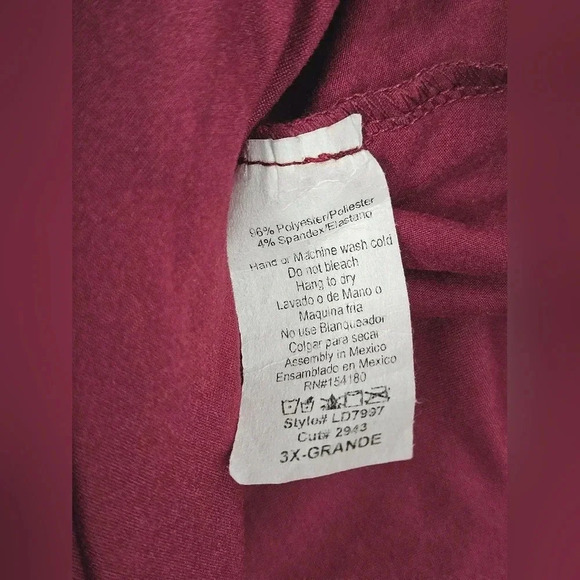 96% Polyester/Poliester
4% Spandex/Elastano
Hand or Machine wash cold
Do not bleach
Hang to dry
Lavado o de Mano o
Maquina fria
No use Blanqueador
Colgar para secar
Assembly in Mexico
Ensamblado en Mexico
RN#154180
Style# LD7997
Cut# 2943
3X-GRANDE